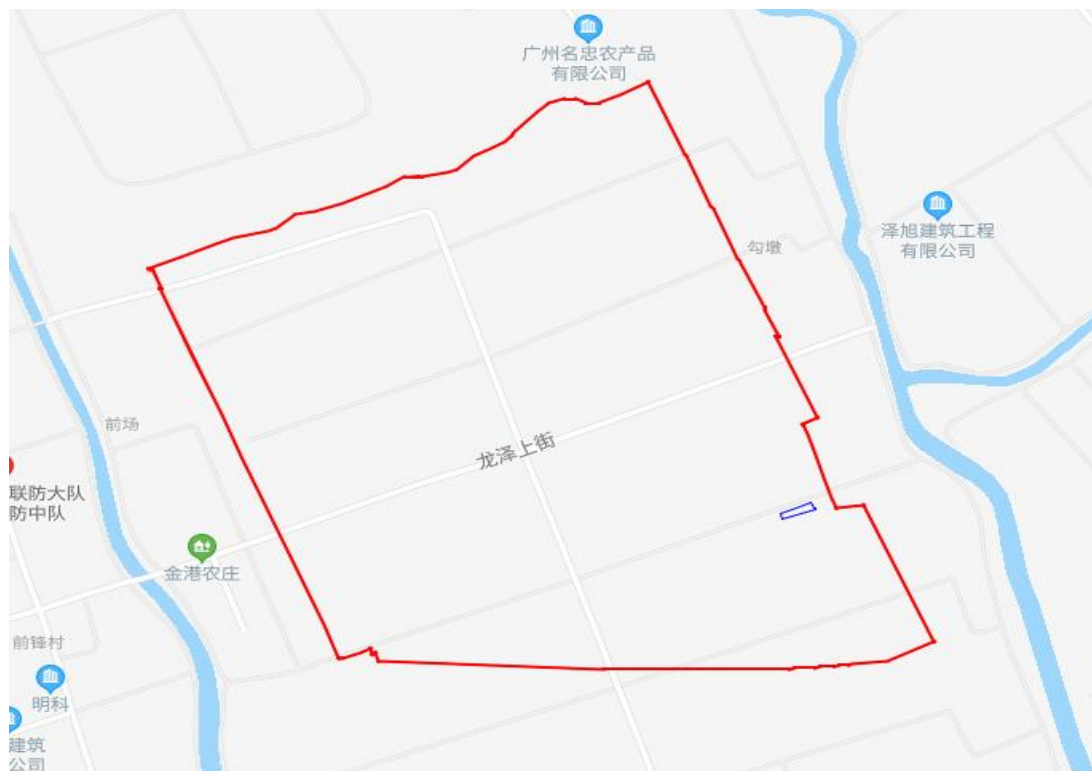 广州名忠农产品
有限公司
泽旭建筑工程
有限公司
勾墩
前场
龙泽上街
联防大队
防中队
金港农庄
前锋村
明科
建筑
公司